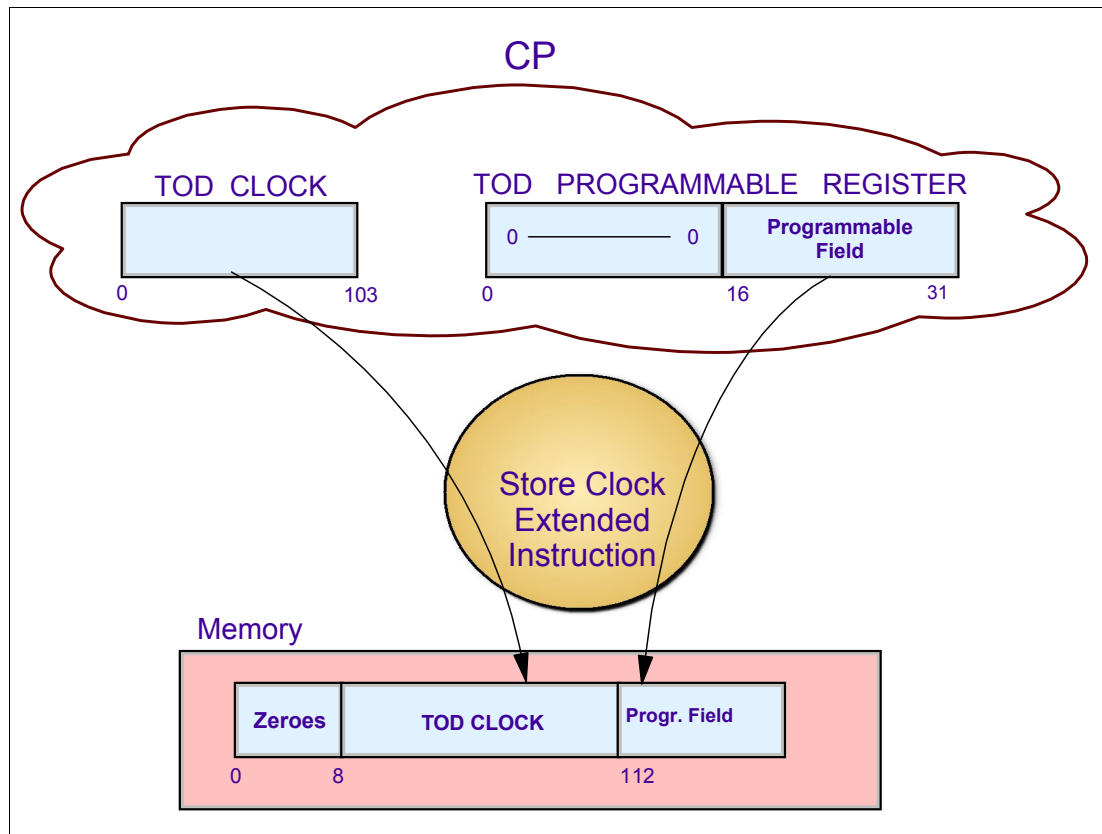 CP
TOD CLOCK
TOD PROGRAMMABLE REGISTER
0 0
Programmable
Field
0 103 0 16 31
Store Clock
Extended
Instruction
Memory
Zeroes TOD CLOCK Progr. Field
0 8 112